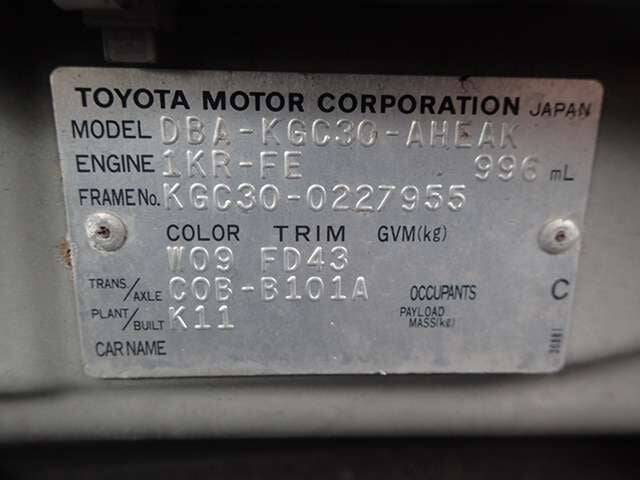 TOYOTA MOTOR CORPORATION JAPAN
MODEL DBA-KGC30-AHEAK
ENGINE 1KR-FE 996 mL
FRAME No. KGC30-0227955
COLOR TRIM GVM(kg)
W09 FD43
TRANS/AXLE C0B-B101A OCCUPANTS C
PLANT/BUILT K11 PAYLOAD MASS(kg)
CAR NAME